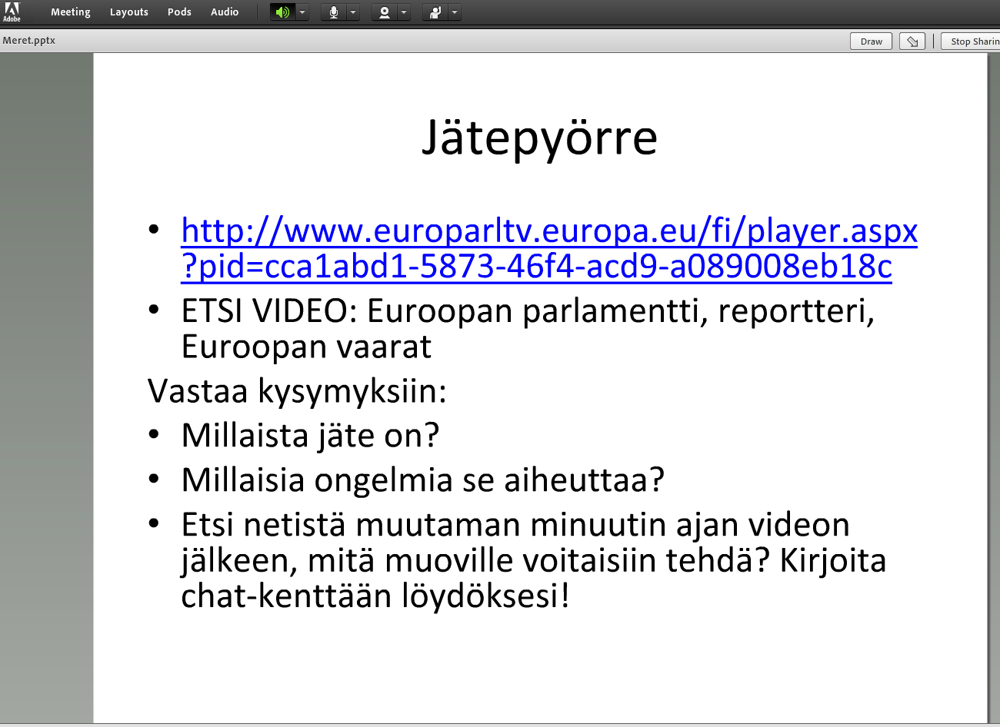 Adobe
Meeting Layouts Pods Audio
Meret.pptx
Draw
Stop Sharin
Jätepyörre
• http://www.europarltv.europa.eu/fi/player.aspx
?pid=cca1abd1-5873-46f4-acd9-a089008eb18c
• ETSI VIDEO: Euroopan parlamentti, reportteri,
Euroopan vaarat
Vastaa kysymyksiin:
• Millaista jäte on?
• Millaisia ongelmia se aiheuttaa?
• Etsi netistä muutaman minuutin ajan videon
jälkeen, mitä muoville voitaisiin tehdä? Kirjoita
chat-kenttään löydöksesi!